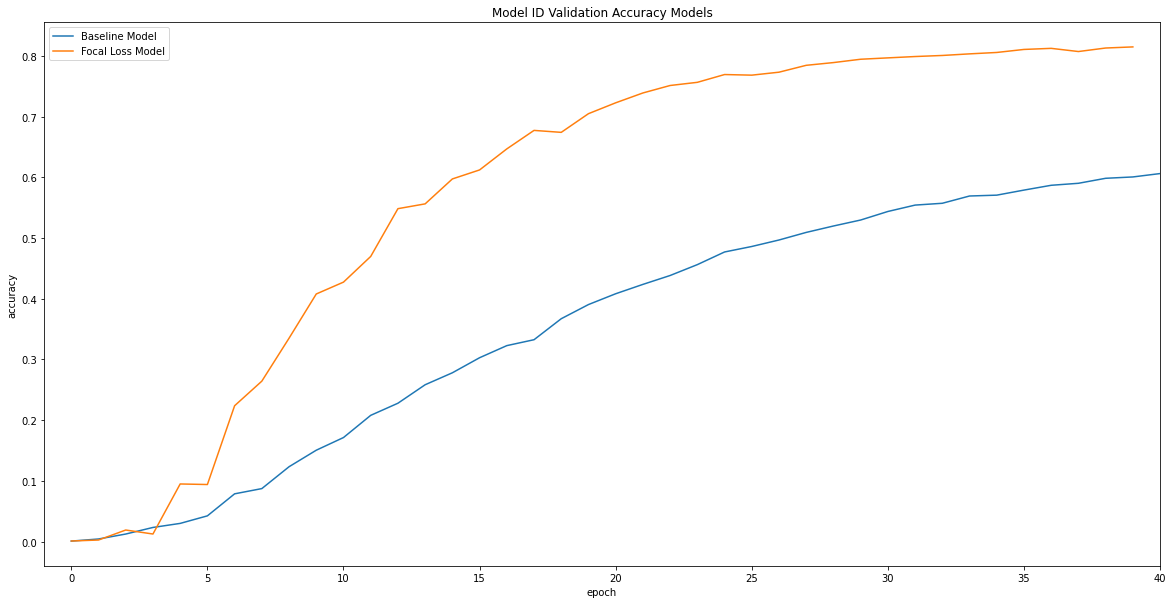 Model ID Validation Accuracy Models
Baseline Model
Focal Loss Model
0.8
0.7
0.6
0.5
0.4
0.3
0.2
0.1
0.0
accuracy
0 5 10 15 20 25 30 35 40
epoch